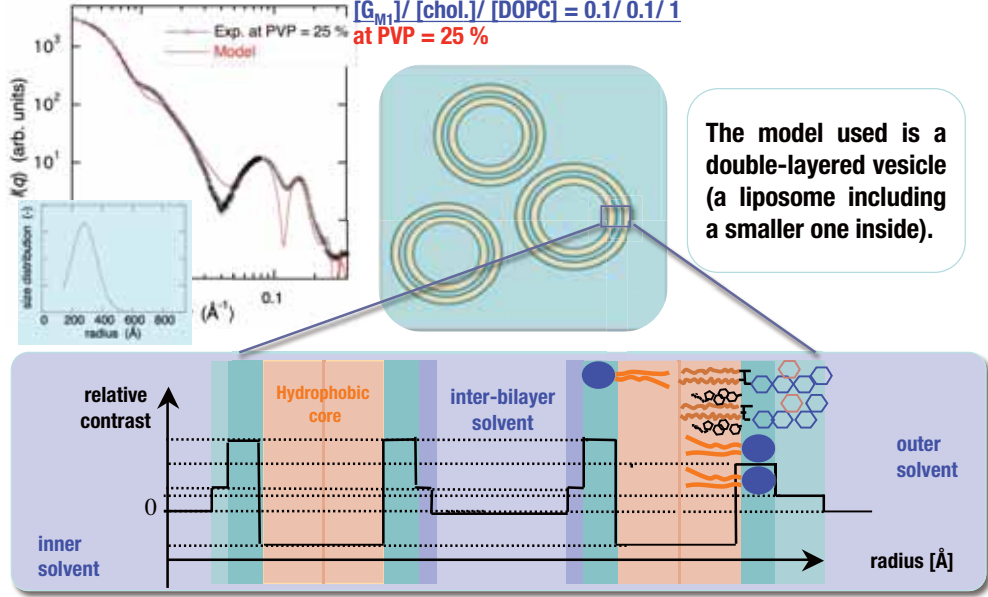 [G_M1]/ [chol.]/ [DOPC] = 0.1/ 0.1/ 1
at PVP = 25 %
Exp. at PVP = 25 %
Model
10³
10²
10¹
I(q) (arb. units)
0.1
(Å⁻¹)
size distribution (-)
0 200 400 600 800
radius (Å)
The model used is a
double-layered vesicle
(a liposome including
a smaller one inside).
relative
contrast
Hydrophobic
core
inter-bilayer
solvent
outer
solvent
0
inner
solvent
radius [Å]